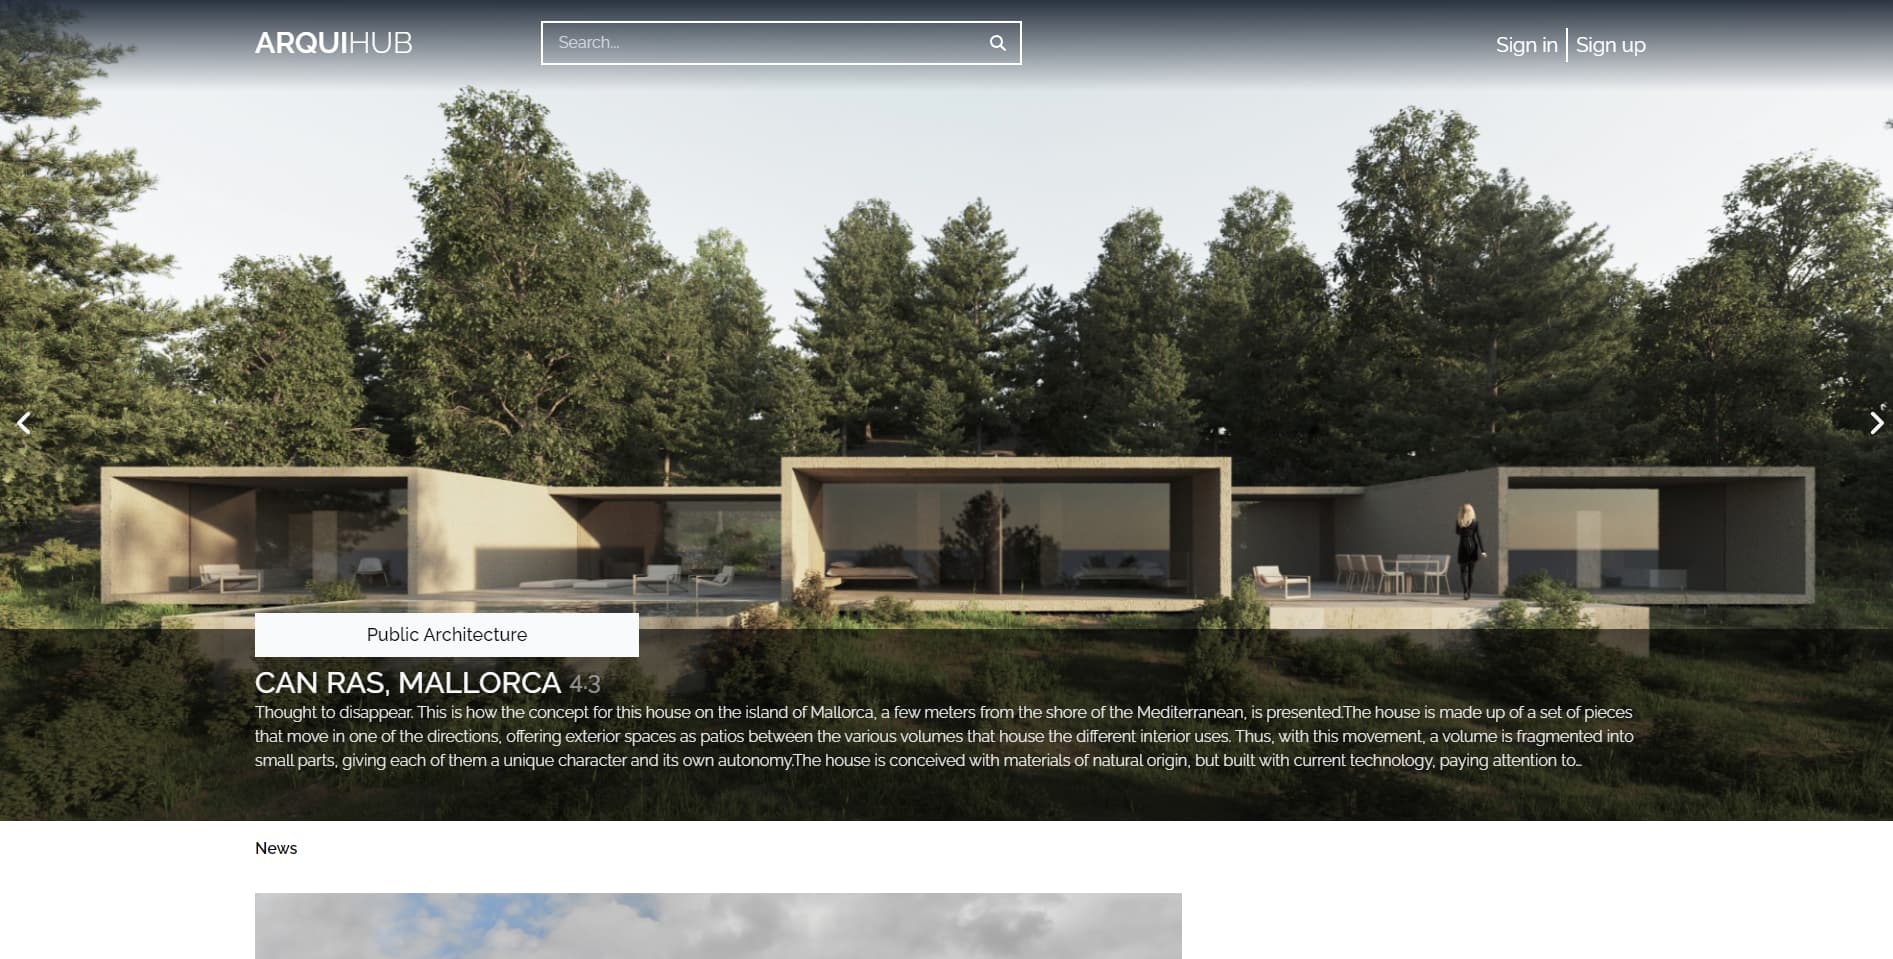 ARQUIHUB
Search...
Sign in
Sign up
Public Architecture
CAN RAS, MALLORCA 4.3
Thought to disappear. This is how the concept for this house on the island of Mallorca, a few meters from the shore of the Mediterranean, is presented.The house is made up of a set of pieces
that move in one of the directions, offering exterior spaces as patios between the various volumes that house the different interior uses. Thus, with this movement, a volume is fragmented into
small parts, giving each of them a unique character and its own autonomy.The house is conceived with materials of natural origin, but built with current technology, paying attention to...
News